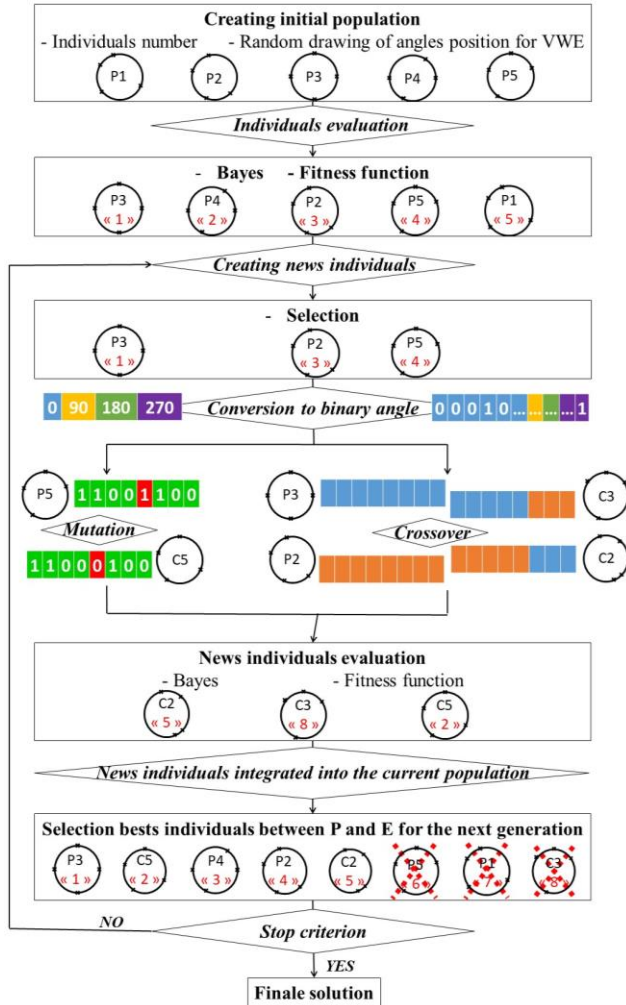 Creating initial population
- Individuals number - Random drawing of angles position for VWE
P1 P2 P3 P4 P5
Individuals evaluation
- Bayes - Fitness function
P3 P4 P2 P5 P1
« 1 » « 2 » « 3 » « 4 » « 5 »
Creating news individuals
- Selection
P3 P2 P5
« 1 » « 3 » « 4 »
0 90 180 270 Conversion to binary angle 0 0 0 1 0 ... ... ... ... 1
P5 1 1 0 0 1 1 0 0 P3 C3
Mutation Crossover
1 1 0 0 0 1 0 0 C5 P2 C2
News individuals evaluation
- Bayes - Fitness function
C2 C3 C5
« 5 » « 8 » « 2 »
News individuals integrated into the current population
Selection bests individuals between P and E for the next generation
P3 C5 P4 P2 C2 P5 P1 C3
« 1 » « 2 » « 3 » « 4 » « 5 » « 6 » « 7 » « 8 »
NO Stop criterion
YES
Finale solution